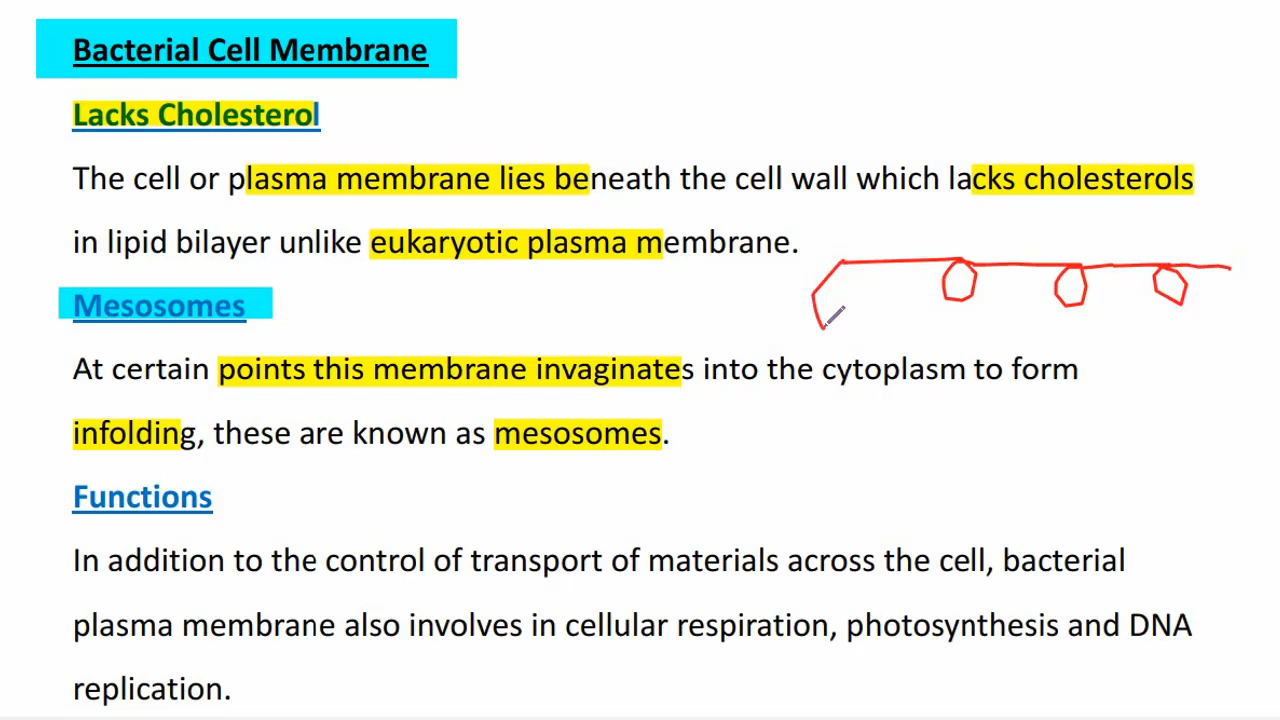 Bacterial Cell Membrane
Lacks Cholesterol
The cell or plasma membrane lies beneath the cell wall which lacks cholesterols
in lipid bilayer unlike eukaryotic plasma membrane.
Mesosomes
At certain points this membrane invaginates into the cytoplasm to form
infolding, these are known as mesosomes.
Functions
In addition to the control of transport of materials across the cell, bacterial
plasma membrane also involves in cellular respiration, photosynthesis and DNA
replication.